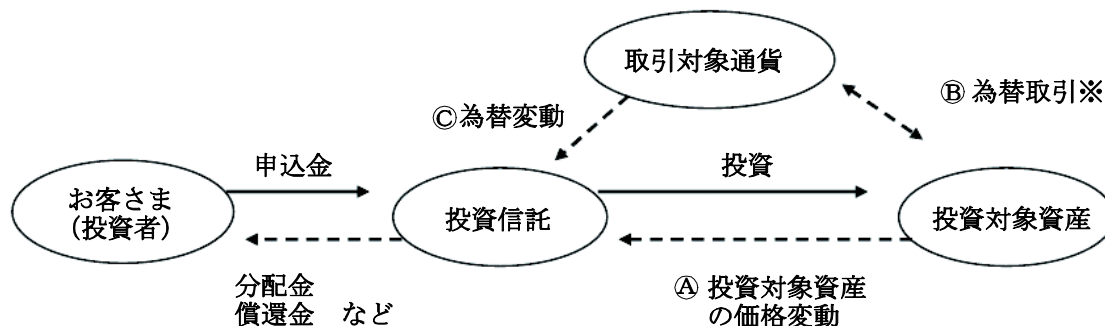 取引対象通貨
Ⓑ 為替取引※
Ⓒ為替変動
申込金
投資
お客さま
(投資者)
投資信託
投資対象資産
分配金
償還金 など
Ⓐ 投資対象資産
の価格変動